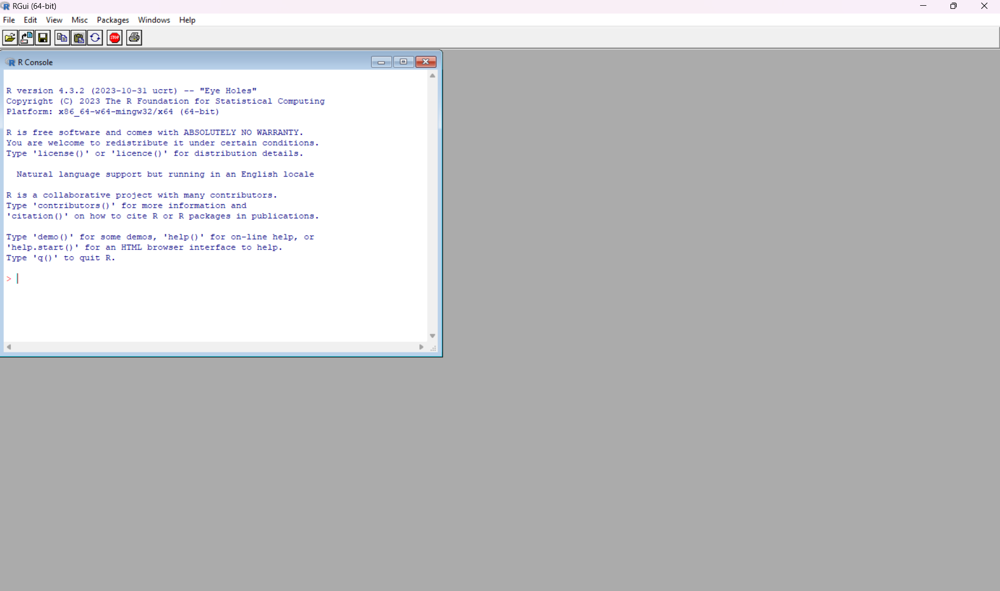 RGui (64-bit)
File Edit View Misc Packages Windows Help
STOP
R Console
R version 4.3.2 (2023-10-31 ucrt) -- "Eye Holes"
Copyright (C) 2023 The R Foundation for Statistical Computing
Platform: x86_64-w64-mingw32/x64 (64-bit)
R is free software and comes with ABSOLUTELY NO WARRANTY.
You are welcome to redistribute it under certain conditions.
Type 'license()' or 'licence()' for distribution details.
Natural language support but running in an English locale
R is a collaborative project with many contributors.
Type 'contributors()' for more information and
'citation()' on how to cite R or R packages in publications.
Type 'demo()' for some demos, 'help()' for on-line help, or
'help.start()' for an HTML browser interface to help.
Type 'q()' to quit R.
>